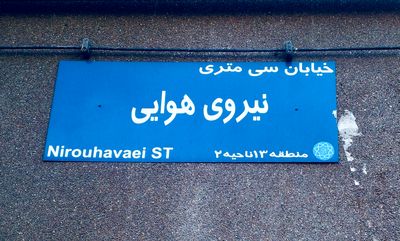 خیابان سی متری
نیروی هوایی
منطقه ۱۳ ناحیه ۲
Nirouhavaei ST